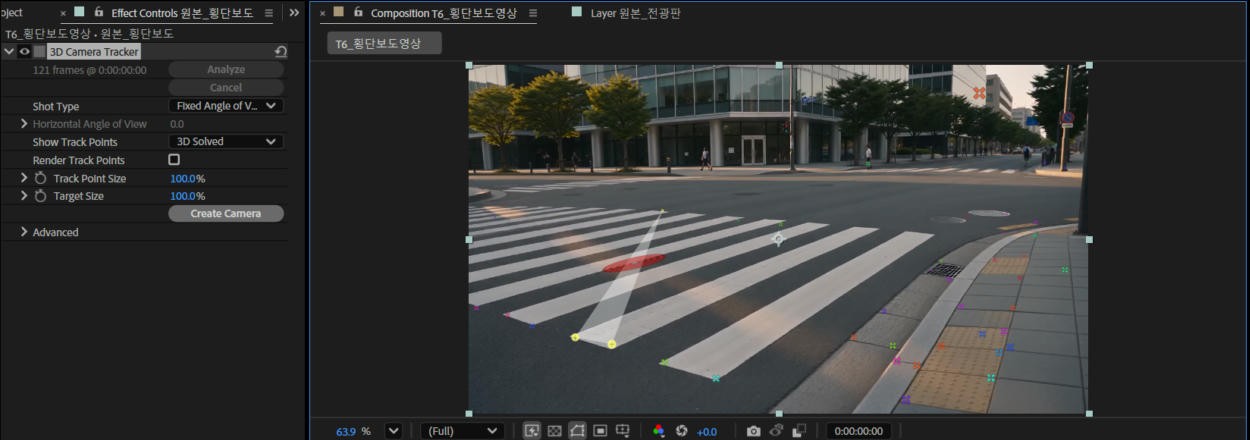 oject
× Effect Controls 원본_횡단보도 ≡ »
× Composition T6_횡단보도영상 ≡
Layer 원본_전광판
T6_횡단보도영상 • 원본_횡단보도
T6_횡단보도영상
3D Camera Tracker
121 frames @ 0:00:00:00
Analyze
Cancel
Shot Type
Fixed Angle of V...
Horizontal Angle of View
0.0
Show Track Points
3D Solved
Render Track Points
Track Point Size
100.0%
Target Size
100.0%
Create Camera
Advanced
63.9 %
(Full)
+0.0
0:00:00:00